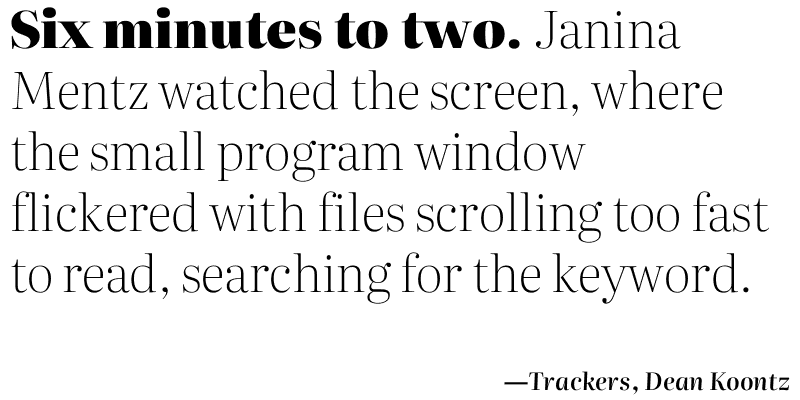 Six minutes to two. Janina
Mentz watched the screen, where
the small program window
flickered with files scrolling too fast
to read, searching for the keyword.
—Trackers, Dean Koontz